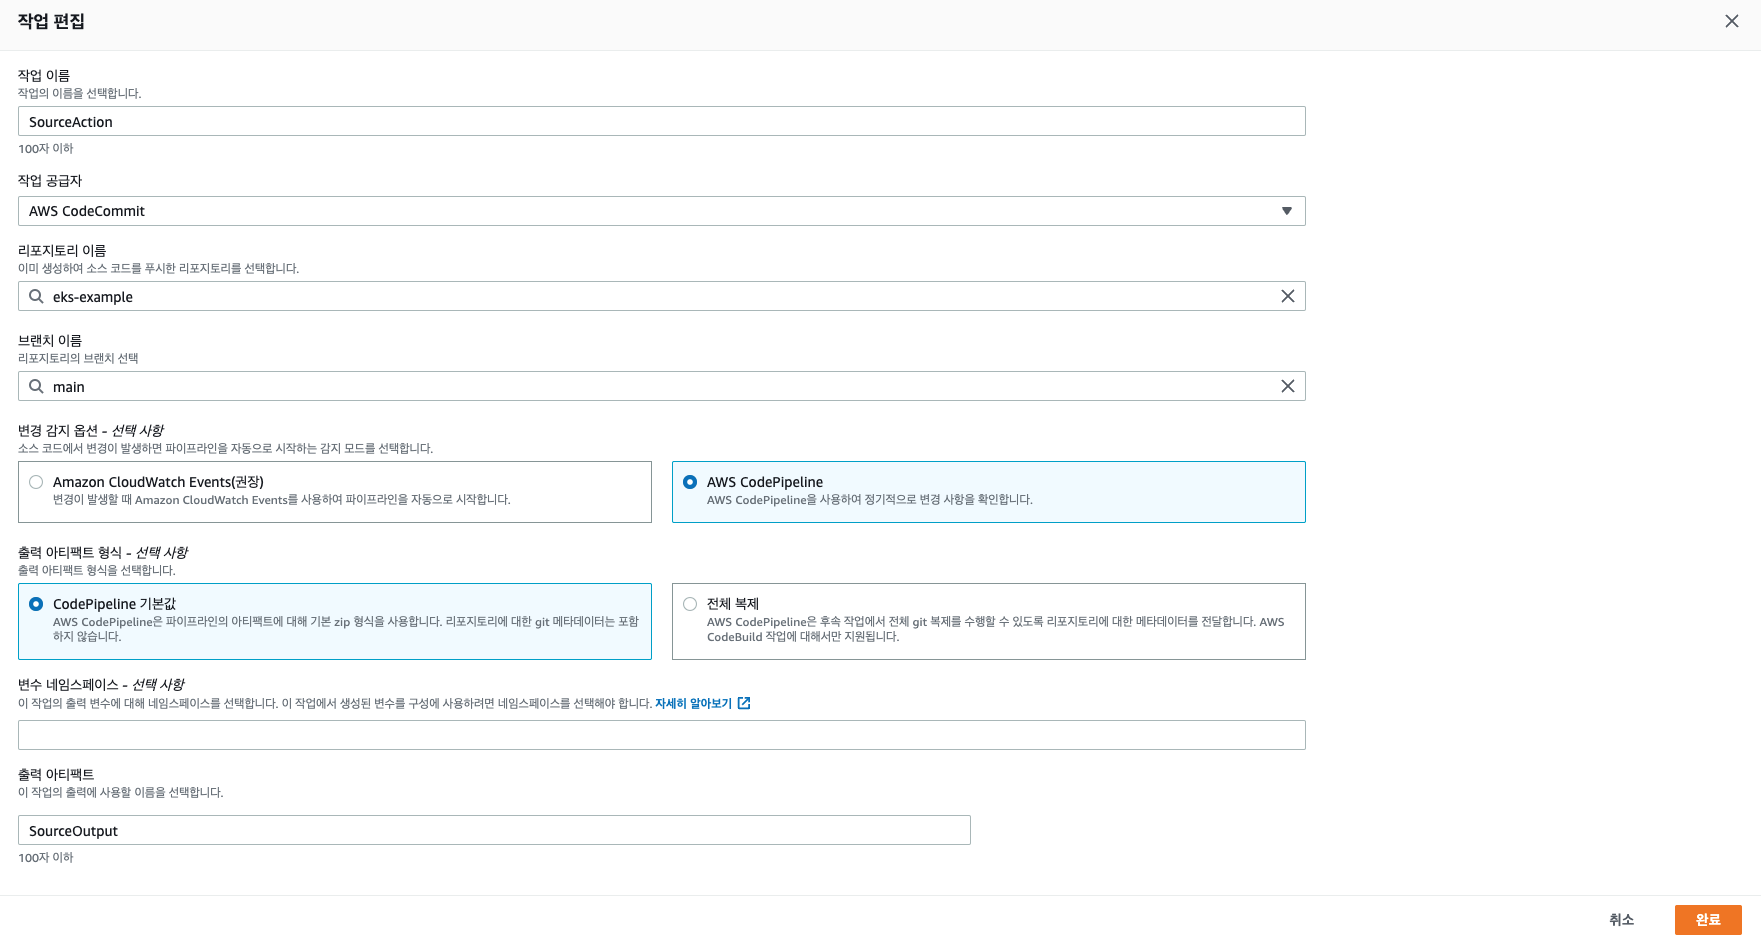 작업 편집
작업 이름
작업의 이름을 선택합니다.
SourceAction
100자 이하
작업 공급자
AWS CodeCommit
리포지토리 이름
이미 생성하여 소스 코드를 푸시한 리포지토리를 선택합니다.
eks-example
브랜치 이름
리포지토리의 브랜치 선택
main
변경 감지 옵션 - 선택 사항
소스 코드에서 변경이 발생하면 파이프라인을 자동으로 시작하는 감지 모드를 선택합니다.
Amazon CloudWatch Events(권장)
변경이 발생할 때 Amazon CloudWatch Events를 사용하여 파이프라인을 자동으로 시작합니다.
AWS CodePipeline
AWS CodePipeline을 사용하여 정기적으로 변경 사항을 확인합니다.
출력 아티팩트 형식 - 선택 사항
출력 아티팩트 형식을 선택합니다.
CodePipeline 기본값
AWS CodePipeline은 파이프라인의 아티팩트에 대해 기본 zip 형식을 사용합니다. 리포지토리에 대한 git 메타데이터는 포함
하지 않습니다.
전체 복제
AWS CodePipeline은 후속 작업에서 전체 git 복제를 수행할 수 있도록 리포지토리에 대한 메타데이터를 전달합니다. AWS
CodeBuild 작업에 대해서만 지원됩니다.
변수 네임스페이스 - 선택 사항
이 작업의 출력 변수에 대해 네임스페이스를 선택합니다. 이 작업에서 생성된 변수를 구성에 사용하려면 네임스페이스를 선택해야 합니다. 자세히 알아보기
출력 아티팩트
이 작업의 출력에 사용할 이름을 선택합니다.
SourceOutput
100자 이하
취소
완료